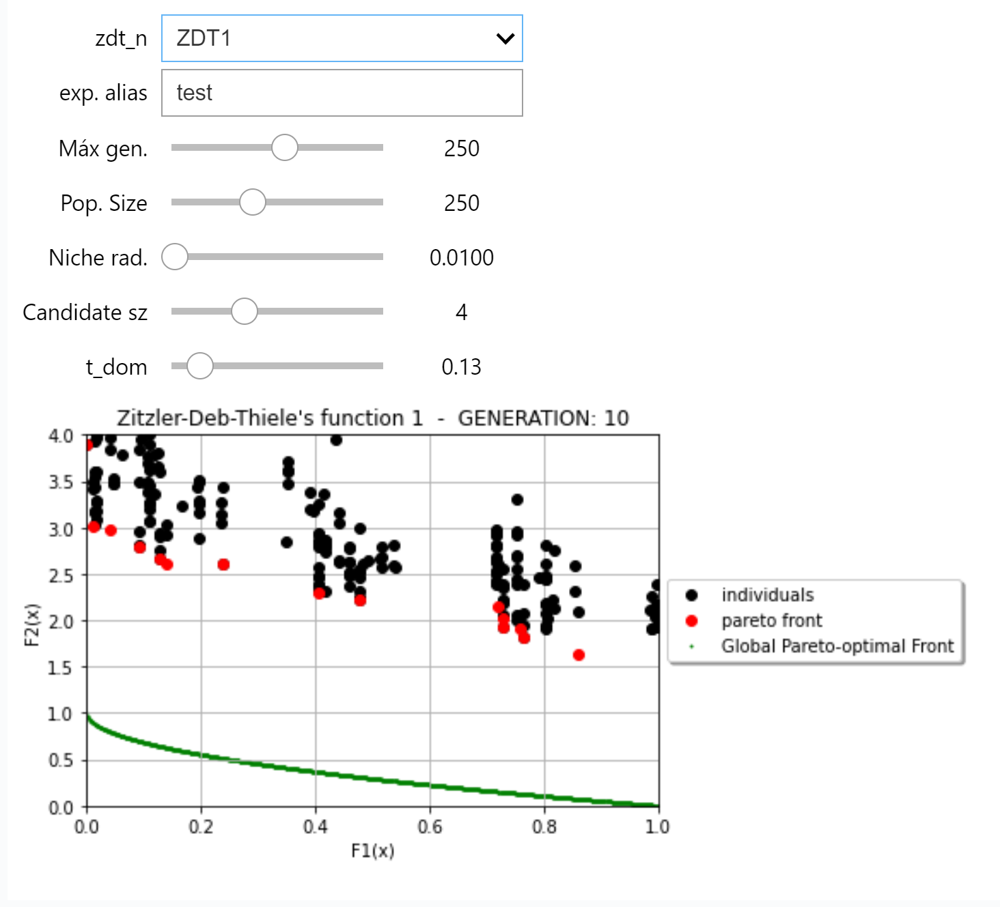 zdt_n ZDT1
exp. alias test
Máx gen. 250
Pop. Size 250
Niche rad. 0.0100
Candidate sz 4
t_dom 0.13
Zitzler-Deb-Thiele's function 1 - GENERATION: 10
4.0
3.5
3.0
2.5
2.0
1.5
1.0
0.5
0.0
F2(x)
individuals
pareto front
Global Pareto-optimal Front
0.0 0.2 0.4 0.6 0.8 1.0
F1(x)